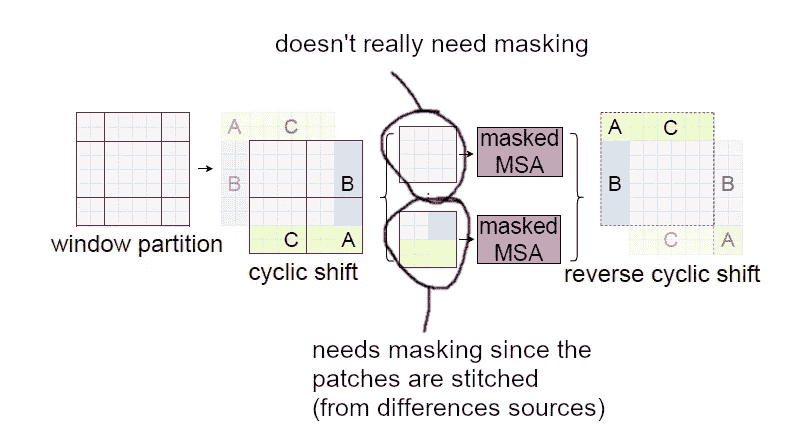 doesn't really need masking
A
C
A
C
masked
MSA
B
B
B
B
masked
MSA
C
A
C
A
window partition
cyclic shift
reverse cyclic shift
needs masking since the
patches are stitched
(from differences sources)